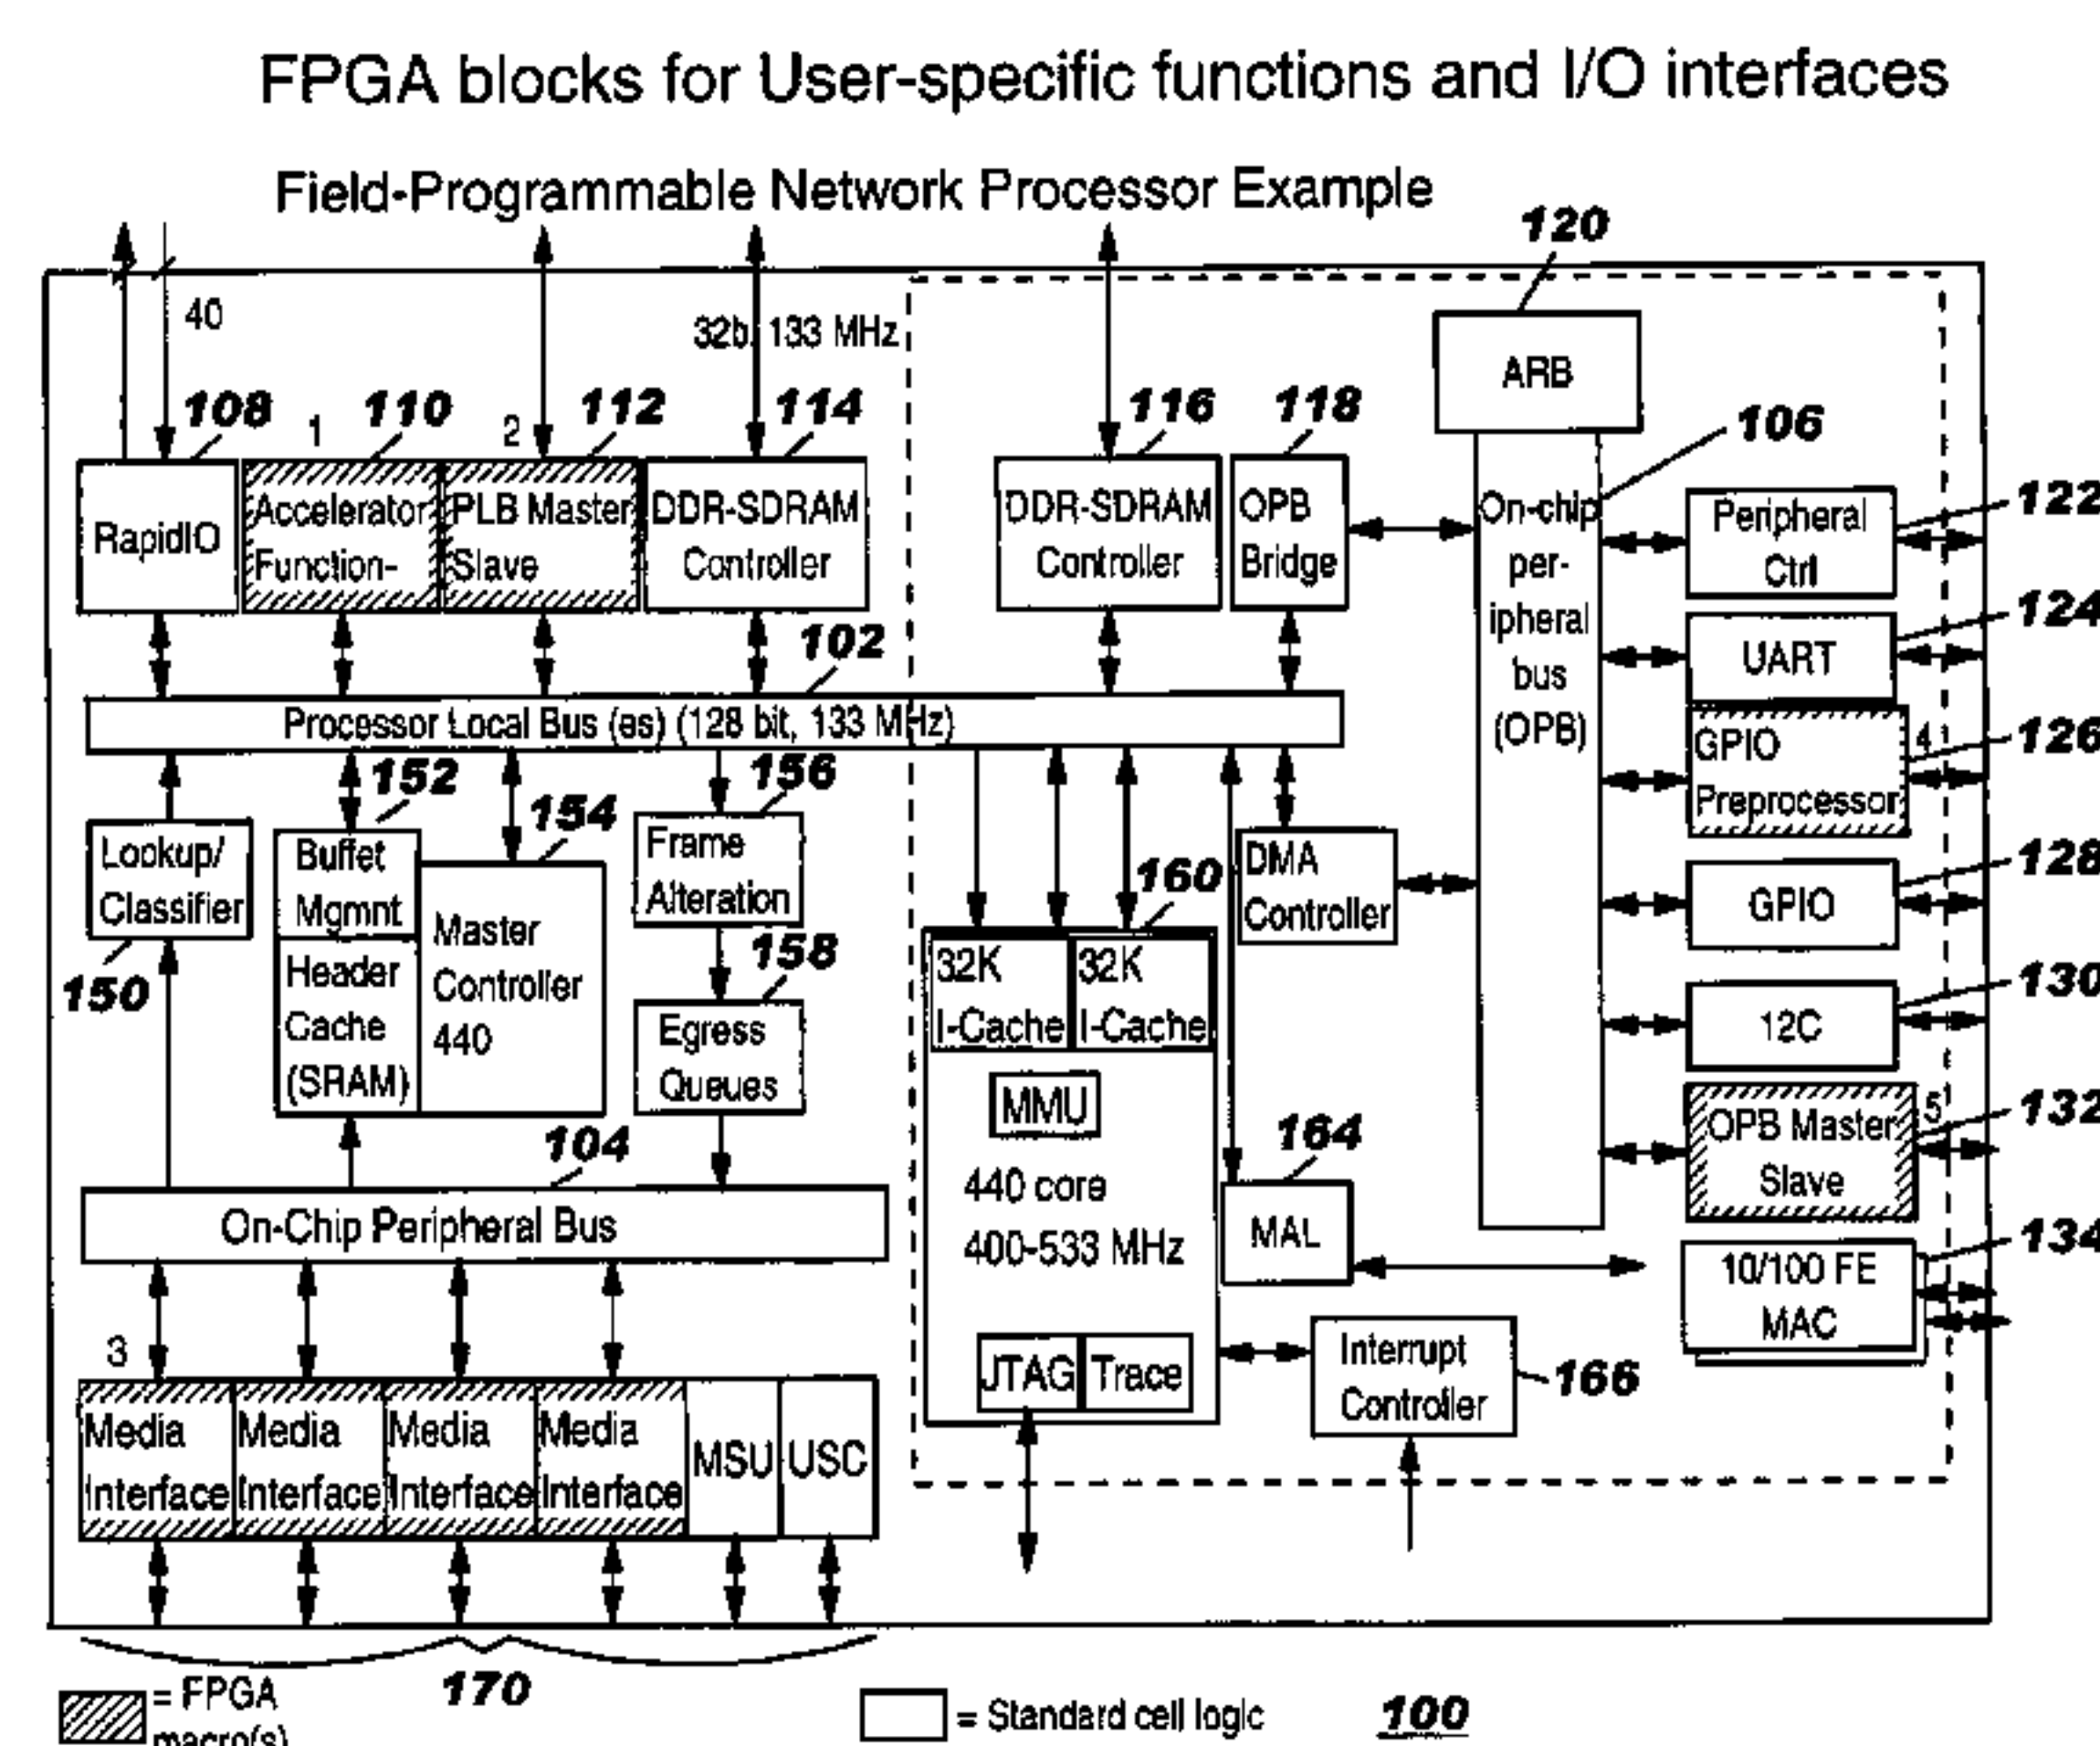 FPGA blocks for User-specific functions and I/O interfaces
Field-Programmable Network Processor Example
120
40
32b, 133 MHz
ARB
108
1
110
2
112
114
116
118
106
RapidIO
Accelerator
Function-
PLB Master
Slave
DDR-SDRAM
Controller
DDR-SDRAM
Controller
OPB
Bridge
On-chip
per-
ipheral
bus
(OPB)
Peripheral
Ctrl
122
UART
124
GPIO
Preprocessor
4
126
GPIO
128
12C
130
OPB Master
Slave
5
132
10/100 FE
MAC
134
102
Processor Local Bus (es) (128 bit, 133 MHz)
152
156
154
160
Lookup/
Classifier
150
Buffet
Mgmnt
Header
Cache
(SRAM)
Master
Controller
440
Frame
Alteration
158
Egress
Queues
DMA
Controller
32K
I-Cache
32K
I-Cache
MMU
440 core
400-533 MHz
JTAG
Trace
164
MAL
Interrupt
Controller
166
104
On-Chip Peripheral Bus
3
Media
Interface
Media
Interface
Media
Interface
Media
Interface
MSU
USC
170
= FPGA
macro(s)
= Standard cell logic
100